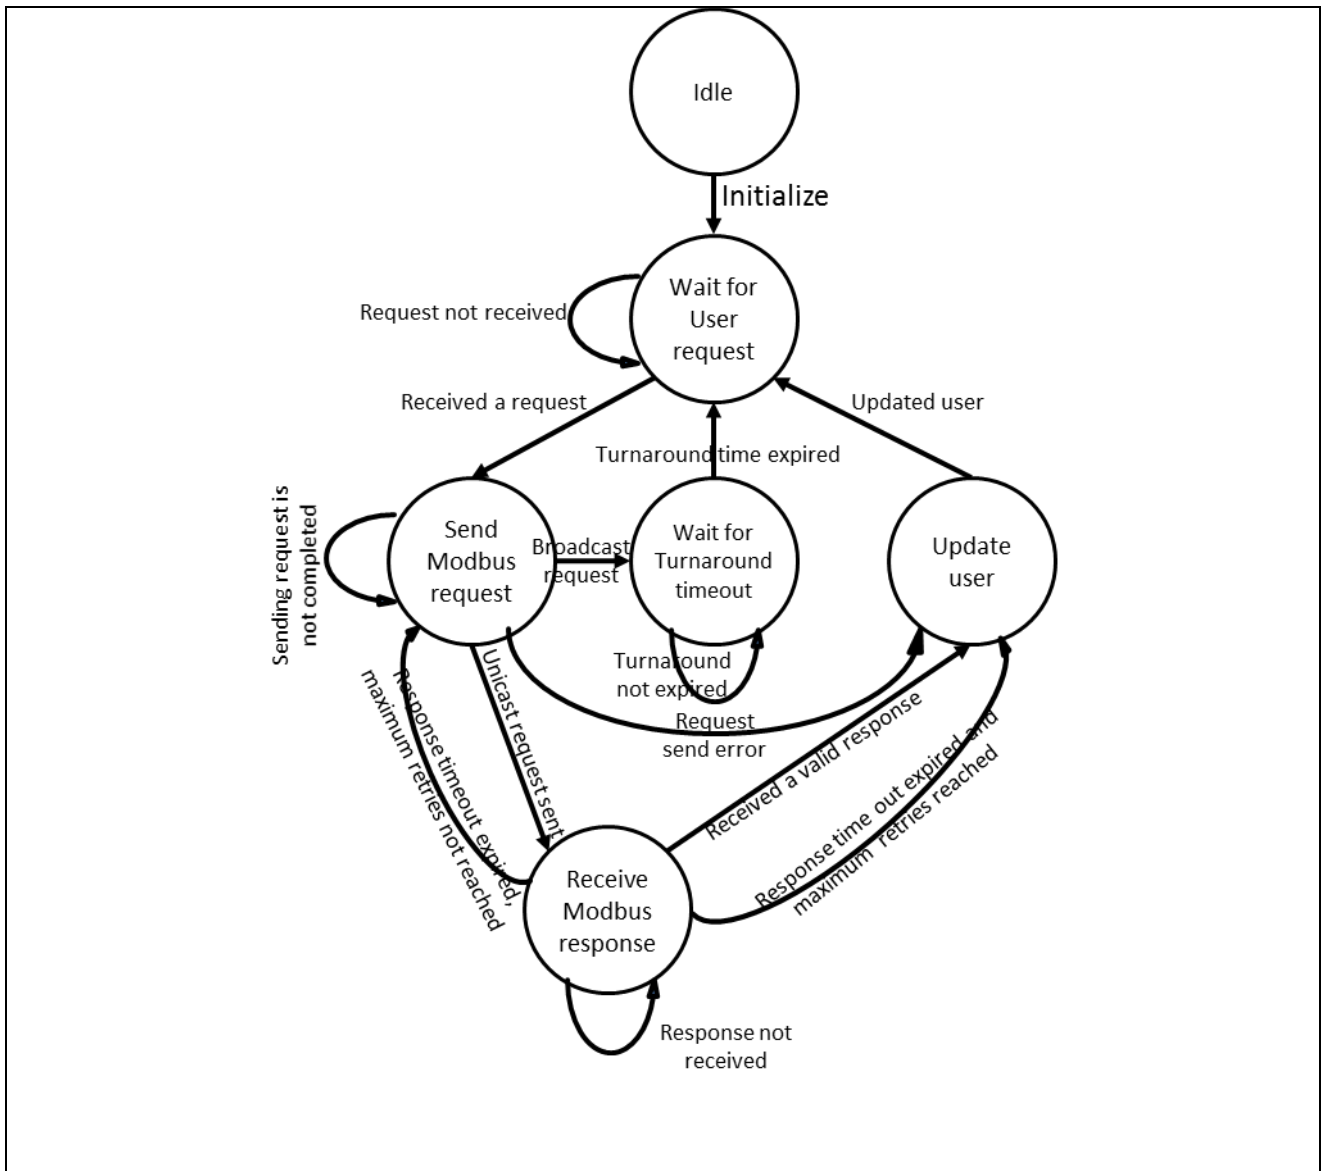 Idle
Initialize
Wait for
User
request
Request not received
Received a request
Updated user
Turnaround time expired
Sending request is
not completed
Send
Modbus
request
Broadcast
request
Wait for
Turnaround
timeout
Update
user
Turnaround
not expired
Request
send error
Unicast request sent
Response timeout expired,
maximum retries not reached
Received a valid response
Response time out expired and
maximum retries reached
Receive
Modbus
response
Response not
received